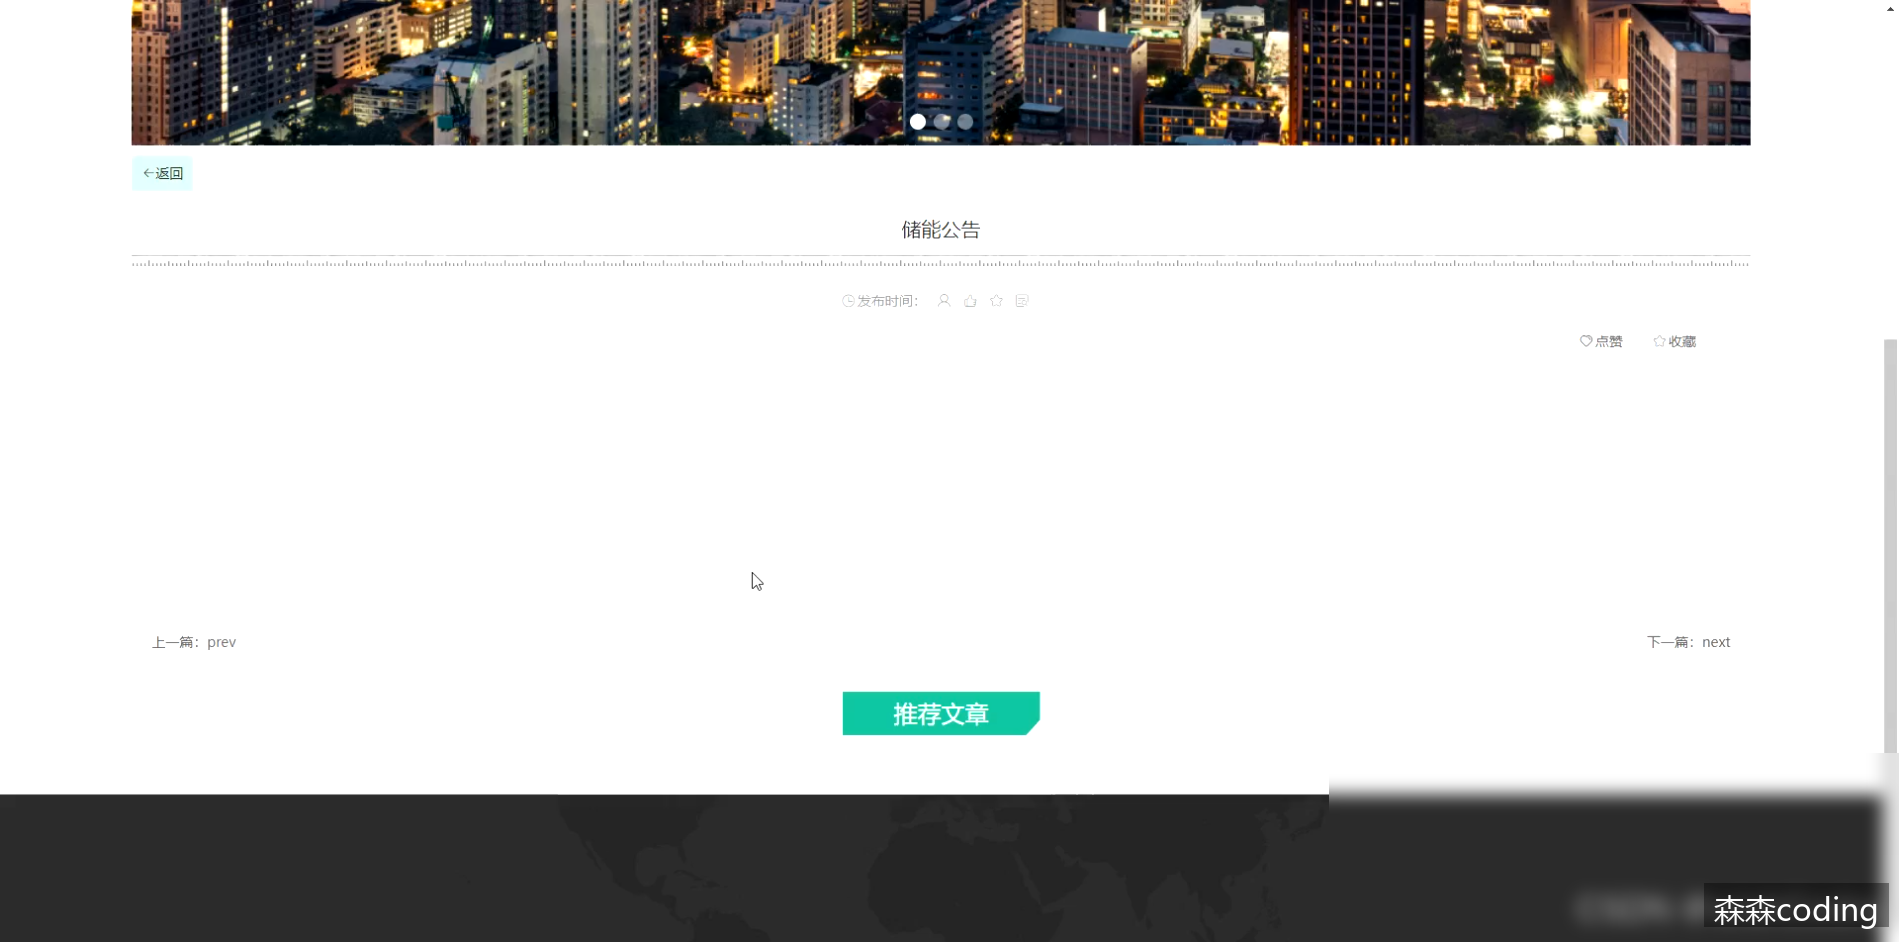 ←返回
储能公告
发布时间：
点赞 收藏
上一篇：prev 下一篇：next
推荐文章
森森coding